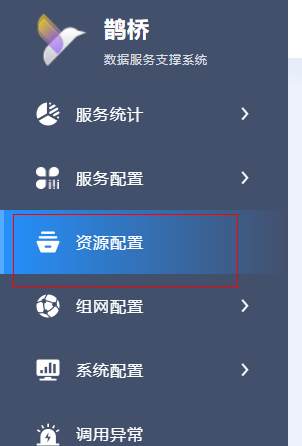 鹊桥
数据服务支撑系统
服务统计
服务配置
资源配置
组网配置
系统配置
调用异常